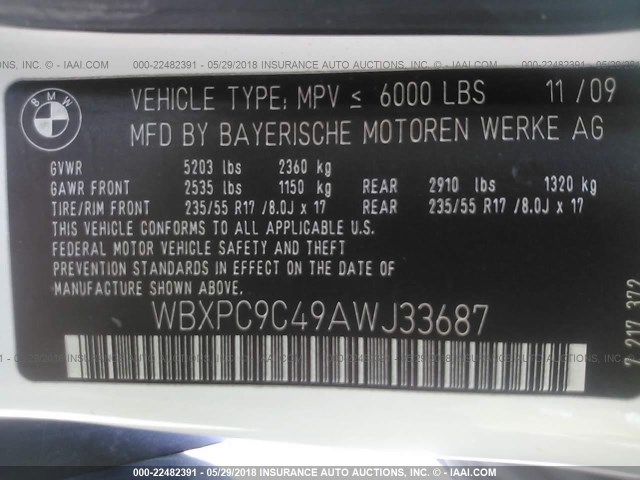 000-22482391 - 05/29/2018 INSURANCE AUTO AUCTIONS - © - IAAI.COM
BMW
VEHICLE TYPE: MPV ≤ 6000 LBS 11/09
MFD BY BAYERISCHE MOTOREN WERKE AG
GVWR 5203 lbs 2360 kg
GAWR FRONT 2535 lbs 1150 kg REAR 2910 lbs 1320 kg
TIRE/RIM FRONT 235/55 R17 /8.0J x 17 REAR 235/55 R17 /8.0J x 17
THIS VEHICLE CONFORMS TO ALL APPLICABLE U.S.
FEDERAL MOTOR VEHICLE SAFETY AND THEFT
PREVENTION STANDARDS IN EFFECT ON THE DATE OF
MANUFACTURE SHOWN ABOVE.
WBXPC9C49AWJ33687
7 217 372
000-22482391 - 05/29/2018 INSURANCE AUTO AUCTIONS - © - IAAI.COM